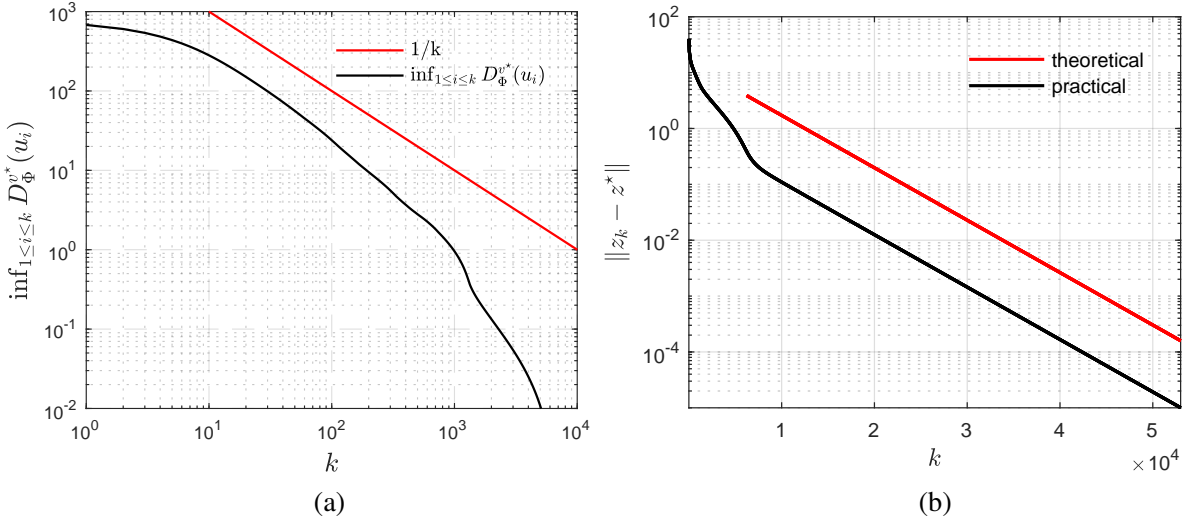 10^3
10^2
10^1
10^0
10^-1
10^-2
inf_{1≤i≤k} D_Φ^{v⋆}(u_i)
1/k
inf_{1≤i≤k} D_Φ^{v⋆}(u_i)
10^0 10^1 10^2 10^3 10^4
k
(a)
10^2
10^0
10^-2
10^-4
||z_k − z⋆||
theoretical
practical
1 2 3 4 5
k
×10^4
(b)